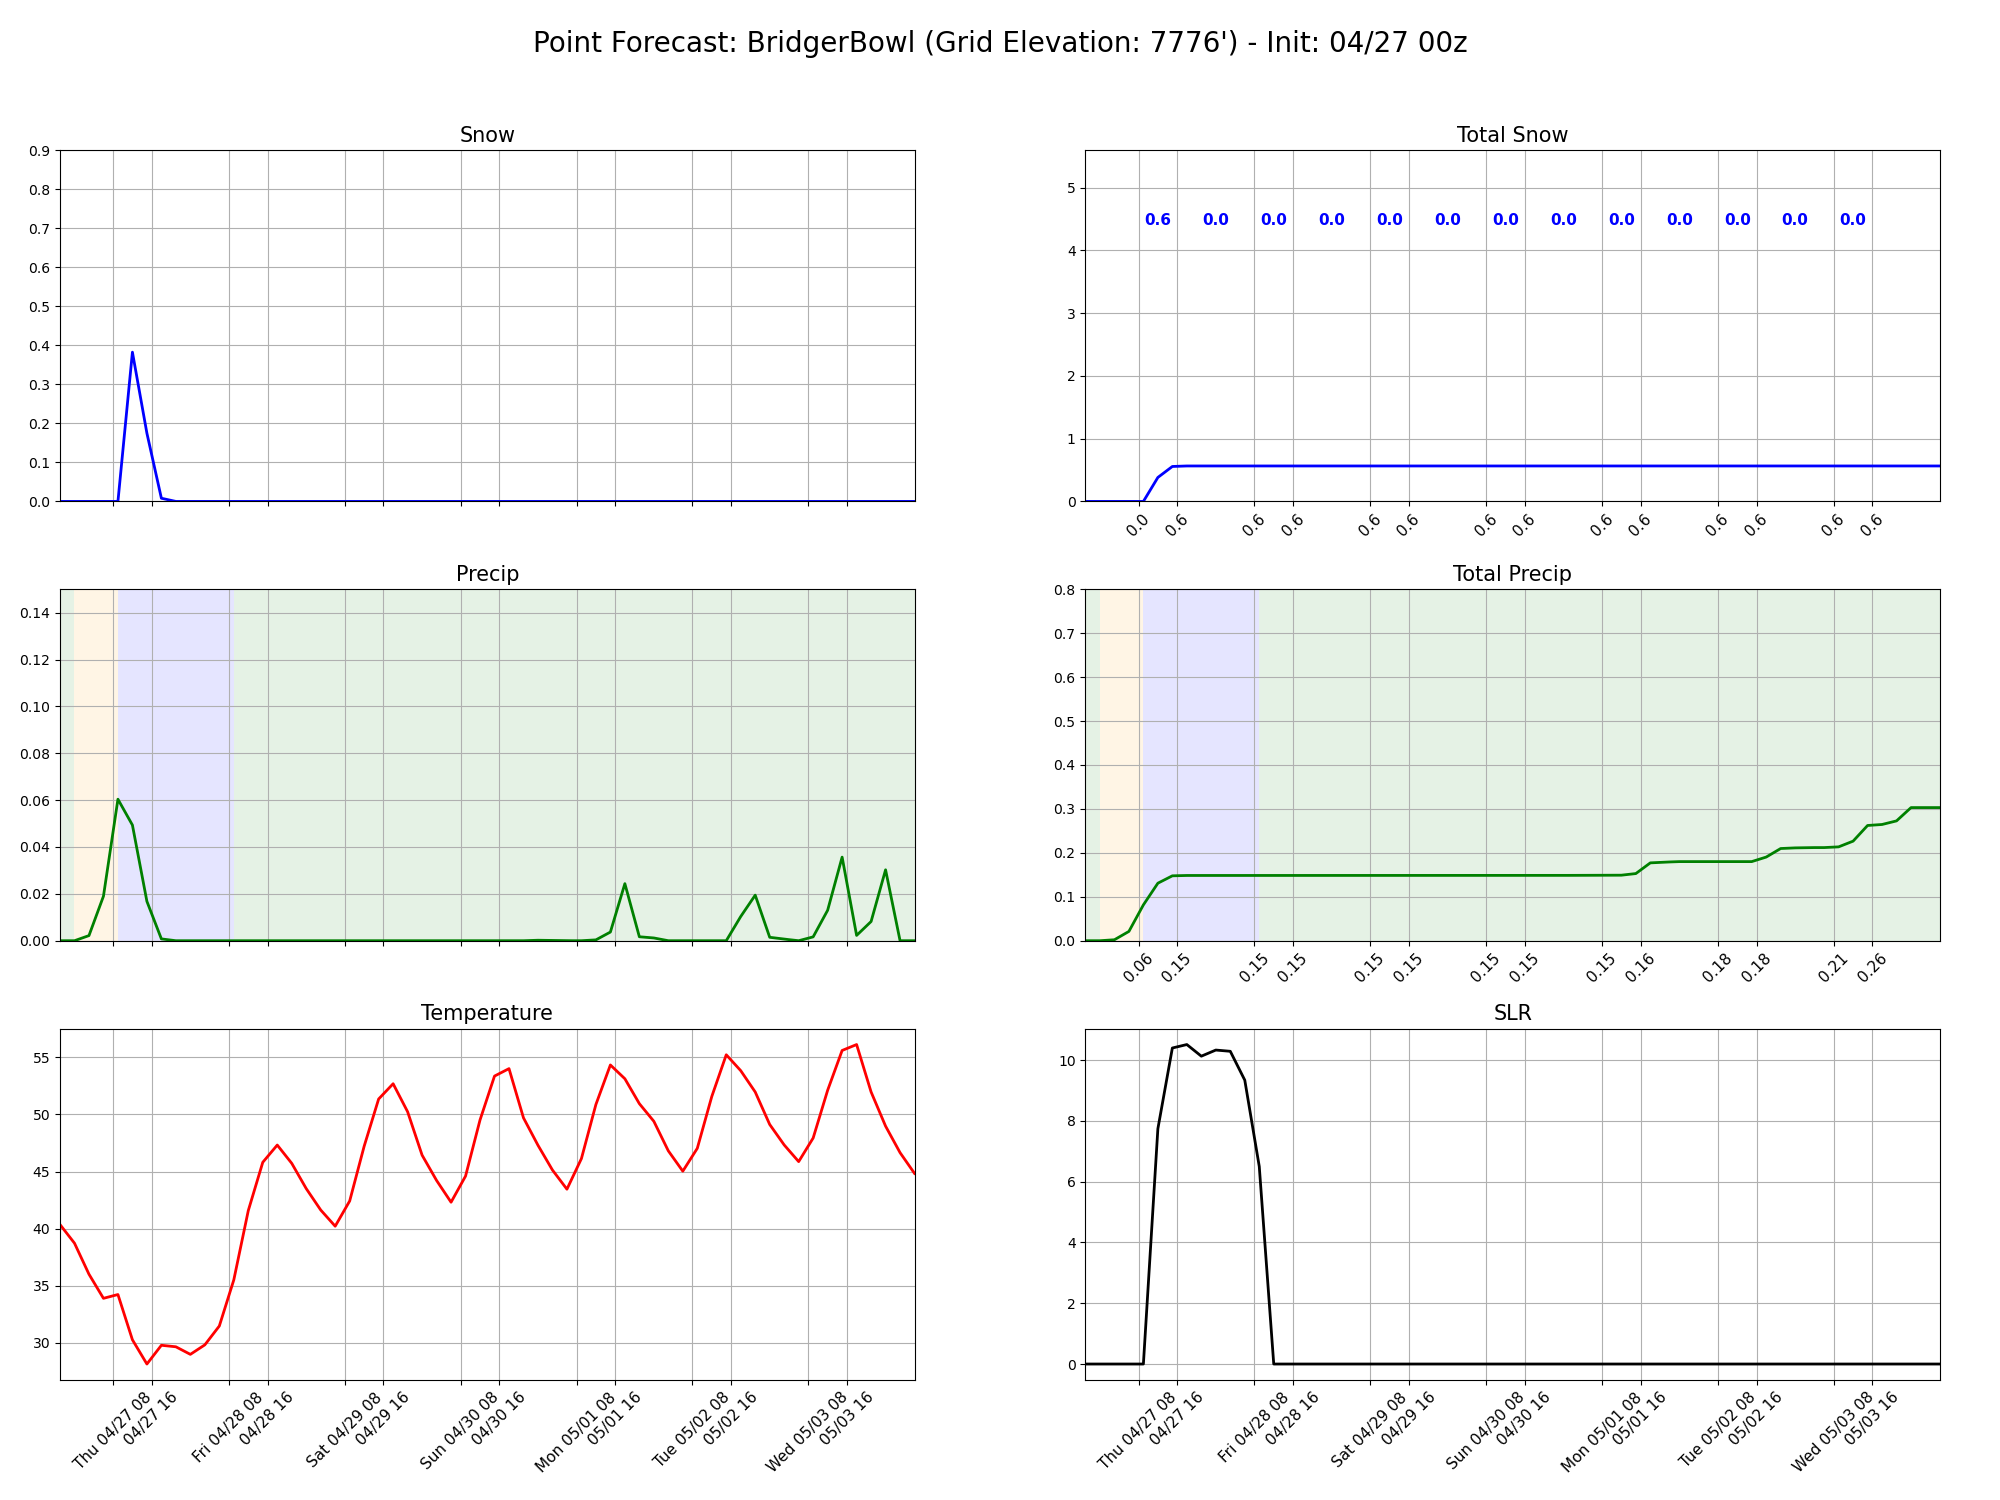 Point Forecast: BridgerBowl (Grid Elevation: 7776') - Init: 04/27 00z
Snow
0.9
0.8
0.7
0.6
0.5
0.4
0.3
0.2
0.1
0.0
Total Snow
5
4
3
2
1
0
0.6 0.0 0.0 0.0 0.0 0.0 0.0 0.0 0.0 0.0 0.0 0.0 0.0
0.0 0.6 0.6 0.6 0.6 0.6 0.6 0.6 0.6 0.6 0.6 0.6 0.6 0.6
Precip
0.14
0.12
0.10
0.08
0.06
0.04
0.02
0.00
Total Precip
0.8
0.7
0.6
0.5
0.4
0.3
0.2
0.1
0.0
0.06 0.15 0.15 0.15 0.15 0.15 0.15 0.15 0.15 0.16 0.18 0.18 0.21 0.26
Temperature
55
50
45
40
35
30
Thu 04/27 08
04/27 16
Fri 04/28 08
04/28 16
Sat 04/29 08
04/29 16
Sun 04/30 08
04/30 16
Mon 05/01 08
05/01 16
Tue 05/02 08
05/02 16
Wed 05/03 08
05/03 16
SLR
10
8
6
4
2
0
Thu 04/27 08
04/27 16
Fri 04/28 08
04/28 16
Sat 04/29 08
04/29 16
Sun 04/30 08
04/30 16
Mon 05/01 08
05/01 16
Tue 05/02 08
05/02 16
Wed 05/03 08
05/03 16